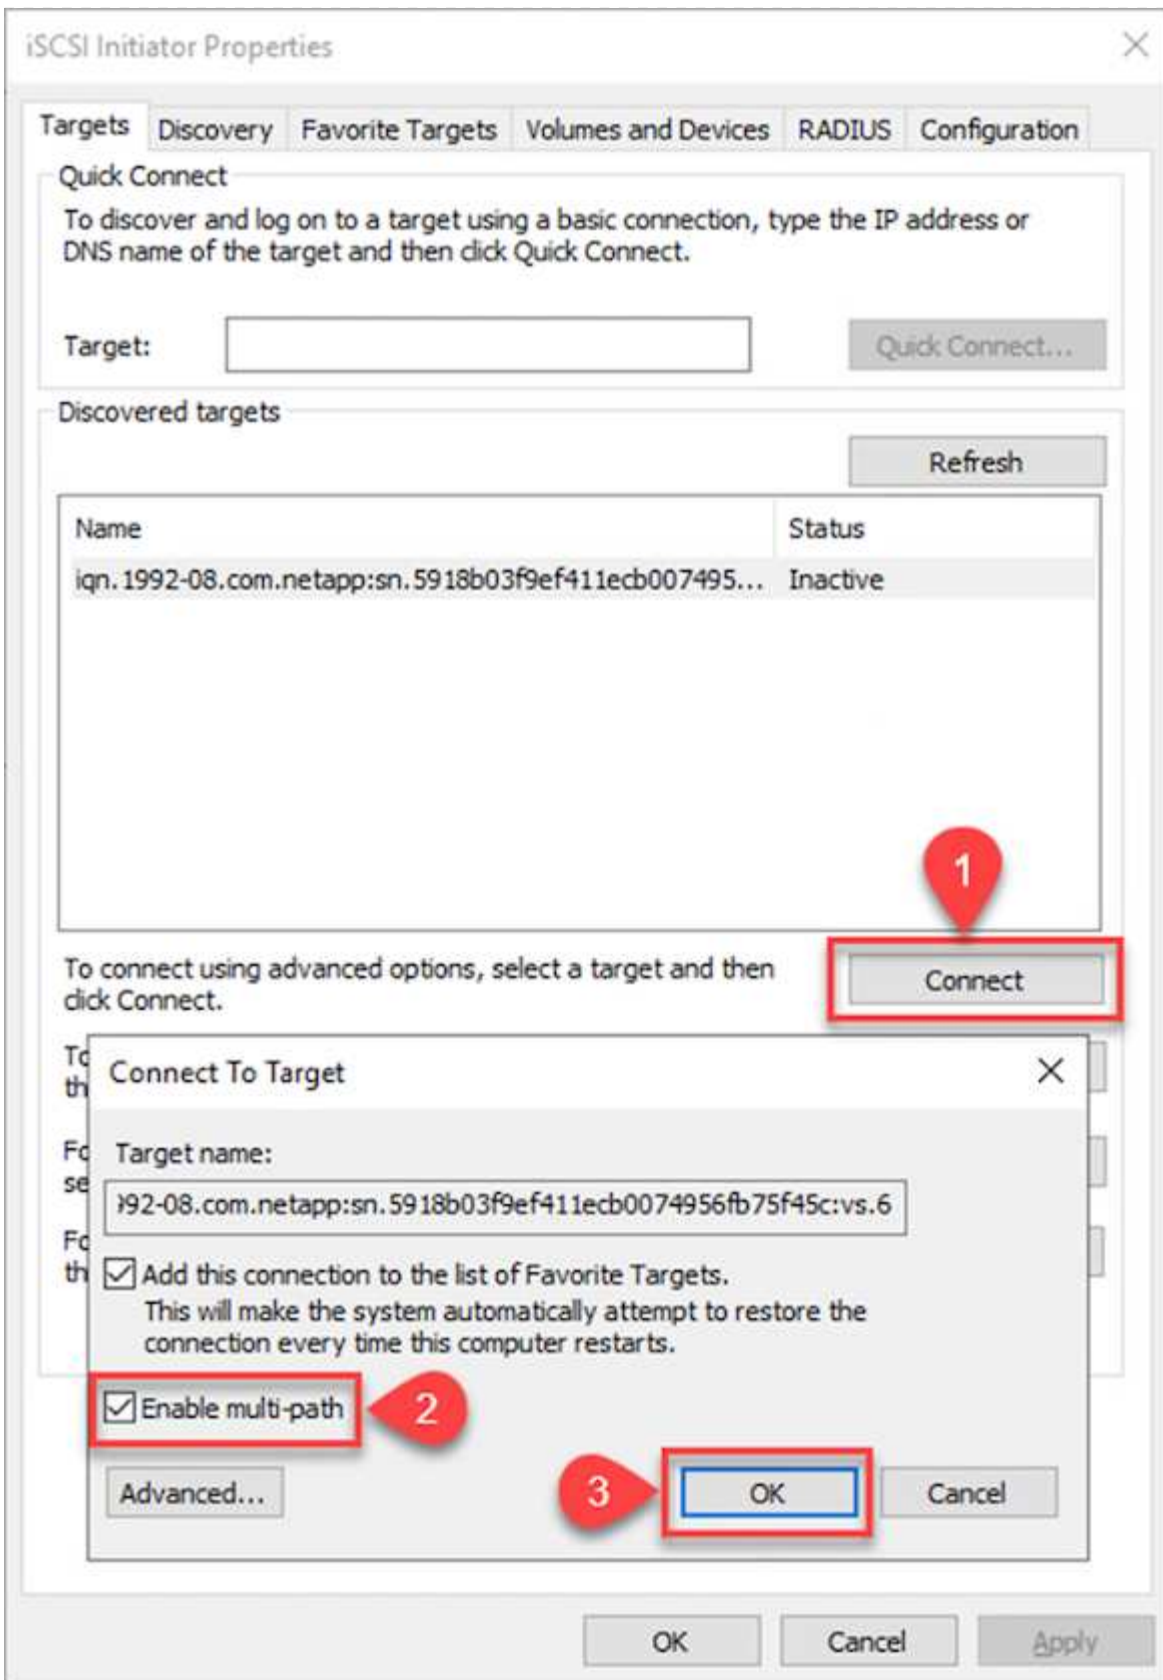 iSCSI Initiator Properties
Targets Discovery Favorite Targets Volumes and Devices RADIUS Configuration
Quick Connect
To discover and log on to a target using a basic connection, type the IP address or
DNS name of the target and then click Quick Connect.
Target:
Quick Connect...
Discovered targets
Refresh
Name Status
iqn.1992-08.com.netapp:sn.5918b03f9ef411ecb007495... Inactive
1
To connect using advanced options, select a target and then
click Connect.
Connect
To
th
Fo
se
Fo
th
Connect To Target
Target name:
92-08.com.netapp:sn.5918b03f9ef411ecb0074956fb75f45c:vs.6
Add this connection to the list of Favorite Targets.
This will make the system automatically attempt to restore the
connection every time this computer restarts.
Enable multi-path
2
Advanced...
3
OK
Cancel
OK Cancel Apply